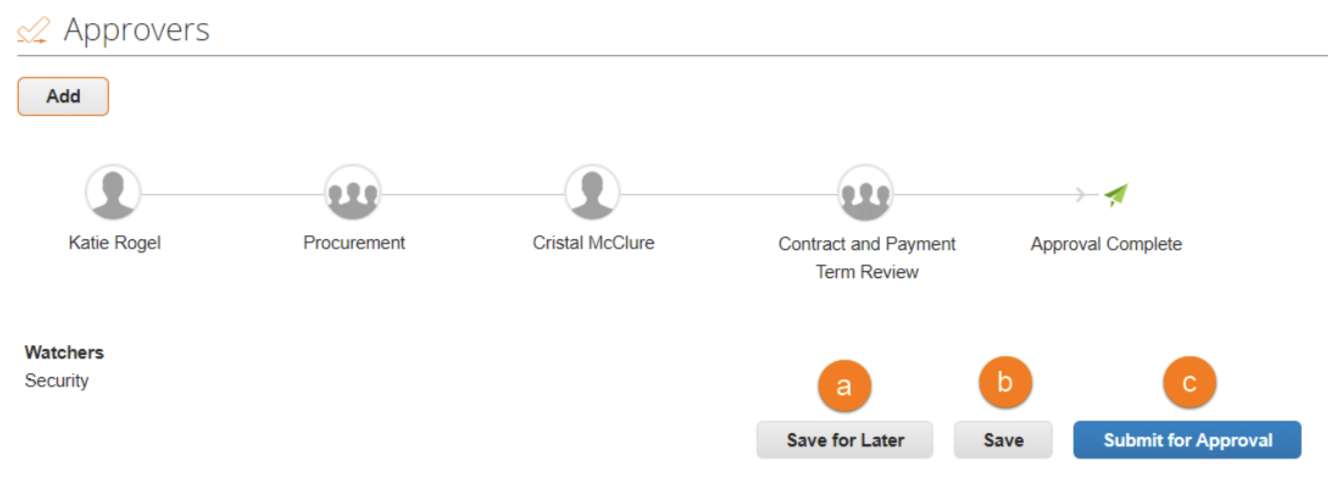 Approvers
Add
Katie Rogel
Procurement
Cristal McClure
Contract and Payment
Term Review
Approval Complete
Watchers
Security
a
b
c
Save for Later
Save
Submit for Approval